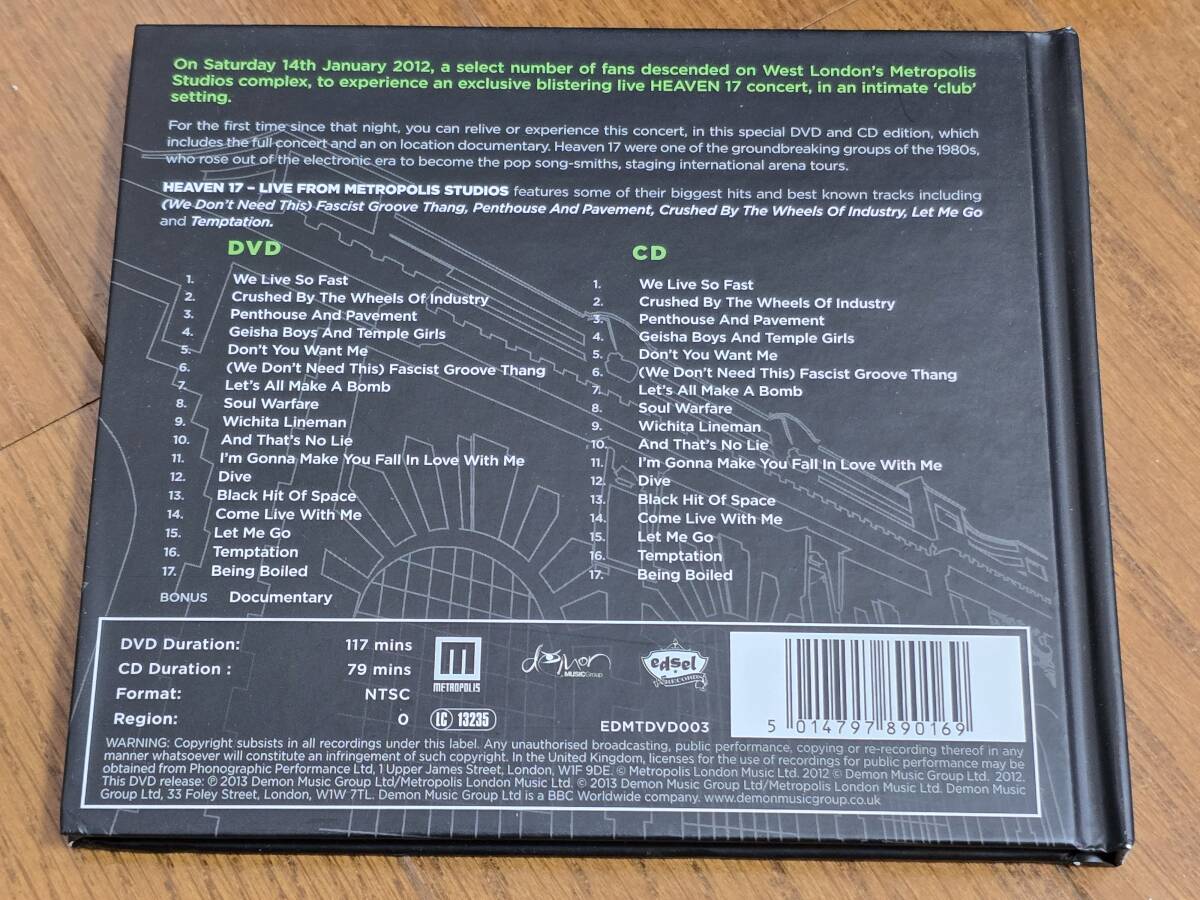 On Saturday 14th January 2012, a select number of fans descended on West London's Metropolis
Studios complex, to experience an exclusive blistering live HEAVEN 17 concert, in an intimate 'club'
setting.
For the first time since that night, you can relive or experience this concert, in this special DVD and CD edition, which
includes the full concert and an on location documentary. Heaven 17 were one of the groundbreaking groups of the 1980s,
who rose out of the electronic era to become the pop song-smiths, staging international arena tours.
HEAVEN 17 – LIVE FROM METROPOLIS STUDIOS features some of their biggest hits and best known tracks including
(We Don't Need This) Fascist Groove Thang, Penthouse And Pavement, Crushed By The Wheels Of Industry, Let Me Go
and Temptation.
DVD
1. We Live So Fast
2. Crushed By The Wheels Of Industry
3. Penthouse And Pavement
4. Geisha Boys And Temple Girls
5. Don't You Want Me
6. (We Don't Need This) Fascist Groove Thang
7. Let's All Make A Bomb
8. Soul Warfare
9. Wichita Lineman
10. And That's No Lie
11. I'm Gonna Make You Fall In Love With Me
12. Dive
13. Black Hit Of Space
14. Come Live With Me
15. Let Me Go
16. Temptation
17. Being Boiled
BONUS Documentary
CD
1. We Live So Fast
2. Crushed By The Wheels Of Industry
3. Penthouse And Pavement
4. Geisha Boys And Temple Girls
5. Don't You Want Me
6. (We Don't Need This) Fascist Groove Thang
7. Let's All Make A Bomb
8. Soul Warfare
9. Wichita Lineman
10. And That's No Lie
11. I'm Gonna Make You Fall In Love With Me
12. Dive
13. Black Hit Of Space
14. Come Live With Me
15. Let Me Go
16. Temptation
17. Being Boiled
DVD Duration: 117 mins
CD Duration : 79 mins
Format: NTSC
Region: 0
METROPOLIS
LC 13235
demon
MUSIC Group
edsel
RECORDS
EDMTDVD003
5 014797 890169
WARNING: Copyright subsists in all recordings under this label. Any unauthorised broadcasting, public performance, copying or re-recording thereof in any
manner whatsoever will constitute an infringement of such copyright. In the United Kingdom, licenses for the use of recordings for public performance may be
obtained from Phonographic Performance Ltd, 1 Upper James Street, London, W1F 9DE. © Metropolis London Music Ltd. 2012 © Demon Music Group Ltd. 2012.
This DVD release: ℗ 2013 Demon Music Group Ltd/Metropolis London Music Ltd. © 2013 Demon Music Group Ltd/Metropolis London Music Ltd. Demon Music
Group Ltd, 33 Foley Street, London, W1W 7TL. Demon Music Group Ltd is a BBC Worldwide company. www.demonmusicgroup.co.uk